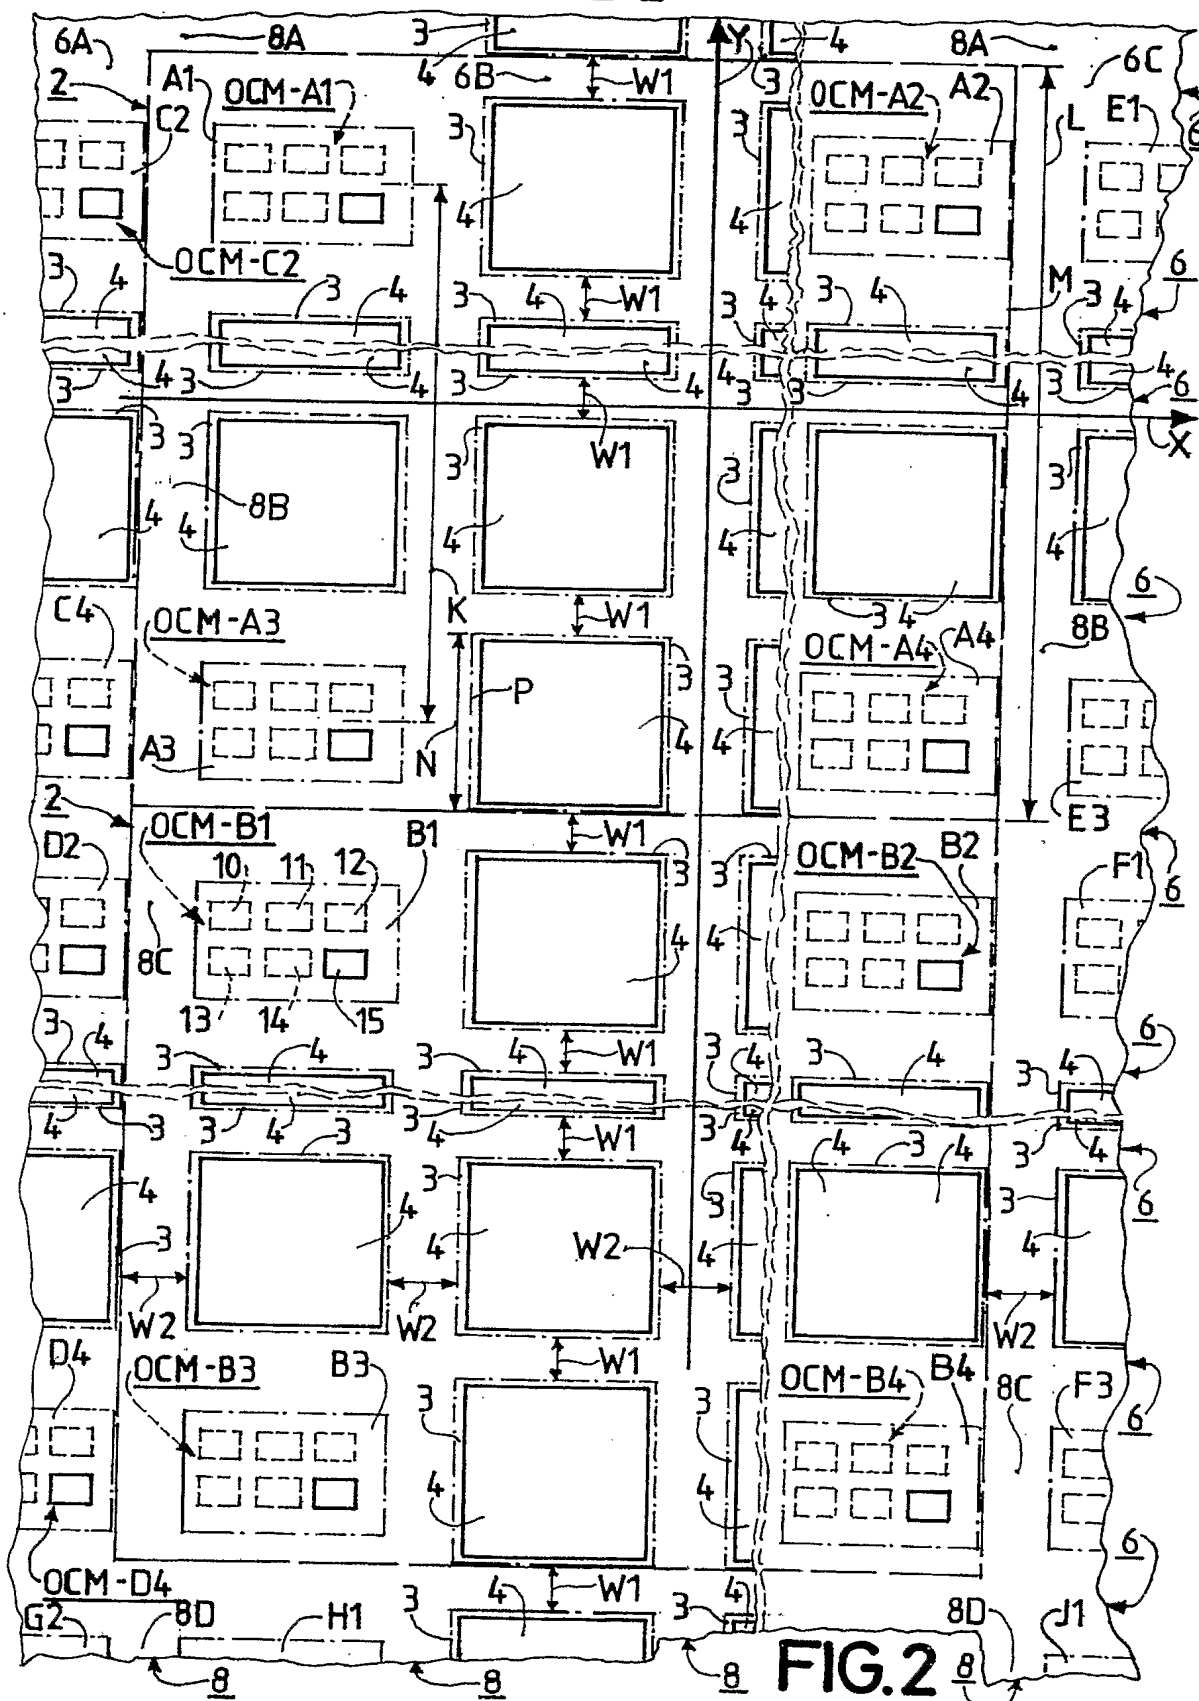 3 4 W1 Y 3 4
6A 8A 4 6B 8A 6C
2 A1 OCM-A1 OCM-A2 A2 L E1
C2 3 3 6
4 4
OCM-C2 M 6
3 4 3 4 3 W1 4 3 4 3 4 3 4
3 4 3 4 3 4 4 3 3 4 4 3 6
3 3 3 W1 3 X
8B
4 4 4 4 4 4
C4 OCM-A3 K W1 3 4 6
8B
OCM-A4 A4
P 3 3
A3 N 4 4
E3
2 OCM-B1 B1 W1 6
D2 10 11 12 3 3 OCM-B2 B2 F1 6
8C 4 4
13 14 15
3 3 4 3 4 W1 3 4 3 4 3 4 6
4 3 3 4 3 3 4 W1 3 4 3 4
4 3 3 4 4 3 3 6
3 4 4 W2 4 4
W2 W2 W2
D4 OCM-B3 B3 W1 OCM-B4 B4 8C F3
3 3 6
4 4
6
OCM-D4 4 W1 4
G2 8D H1 3 3 8D J1
8 8 8 FIG.2 8